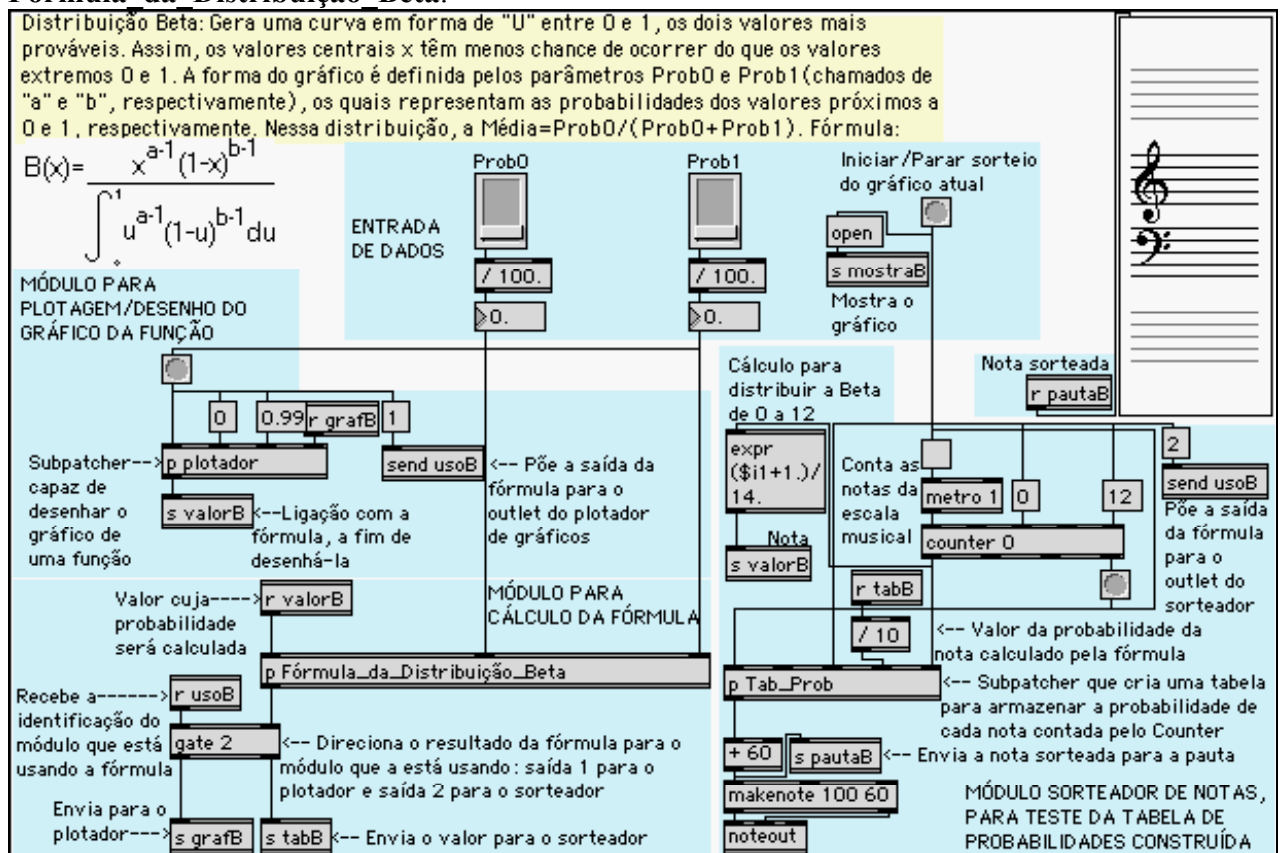 Fórmula_da_Distribuição_Beta.
Distribuição Beta: Gera uma curva em forma de "U" entre 0 e 1, os dois valores mais
prováveis. Assim, os valores centrais x têm menos chance de ocorrer do que os valores
extremos 0 e 1. A forma do gráfico é definida pelos parâmetros Prob0 e Prob1(chamados de
"a" e "b", respectivamente), os quais representam as probabilidades dos valores próximos a
0 e 1, respectivamente. Nessa distribuição, a Média=Prob0/(Prob0+Prob1). Fórmula:
B(x)=
x^a-1 (1-x)^b-1
1
u^a-1 (1-u)^b-1 du
ENTRADA
DE DADOS
Prob0
/ 100.
0.
Prob1
/ 100.
0.
Iniciar/Parar sorteio
do gráfico atual
open
s mostraB
Mostra o
gráfico
MÓDULO PARA
PLOTAGEM/DESENHO DO
GRÁFICO DA FUNÇÃO
0
0.99
r grafB
1
Subpatcher-->
capaz de
desenhar o
gráfico de
uma função
p plotador
send usoB
<-- Põe a saída da
fórmula para o
outlet do plotador
de gráficos
s valorB
<--Ligação com a
fórmula, a fim de
desenhá-la
Cálculo para
distribuir a Beta
de 0 a 12
expr
($i1+1.)/
14.
Nota
s valorB
Conta as
notas da
escala
musical
metro 1
0
12
counter 0
Nota sorteada
r pautaB
2
send usoB
Põe a saída
da fórmula
para o
outlet do
sorteador
Valor cuja---->
probabilidade
será calculada
r valorB
MÓDULO PARA
CÁLCULO DA FÓRMULA
p Fórmula_da_Distribuição_Beta
Recebe a------>
identificação do
módulo que está
usando a fórmula
r usoB
gate 2
<-- Direciona o resultado da fórmula para o
módulo que a está usando: saída 1 para o
plotador e saída 2 para o sorteador
Envia para o
plotador--->
s grafB
s tabB
<-- Envia o valor para o sorteador
r tabB
/ 10
<-- Valor da probabilidade da
nota calculado pela fórmula
p Tab_Prob
<-- Subpatcher que cria uma tabela
para armazenar a probabilidade de
cada nota contada pelo Counter
+ 60
s pautaB
<-- Envia a nota sorteada para a pauta
makenote 100 60
noteout
MÓDULO SORTEADOR DE NOTAS,
PARA TESTE DA TABELA DE
PROBABILIDADES CONSTRUÍDA